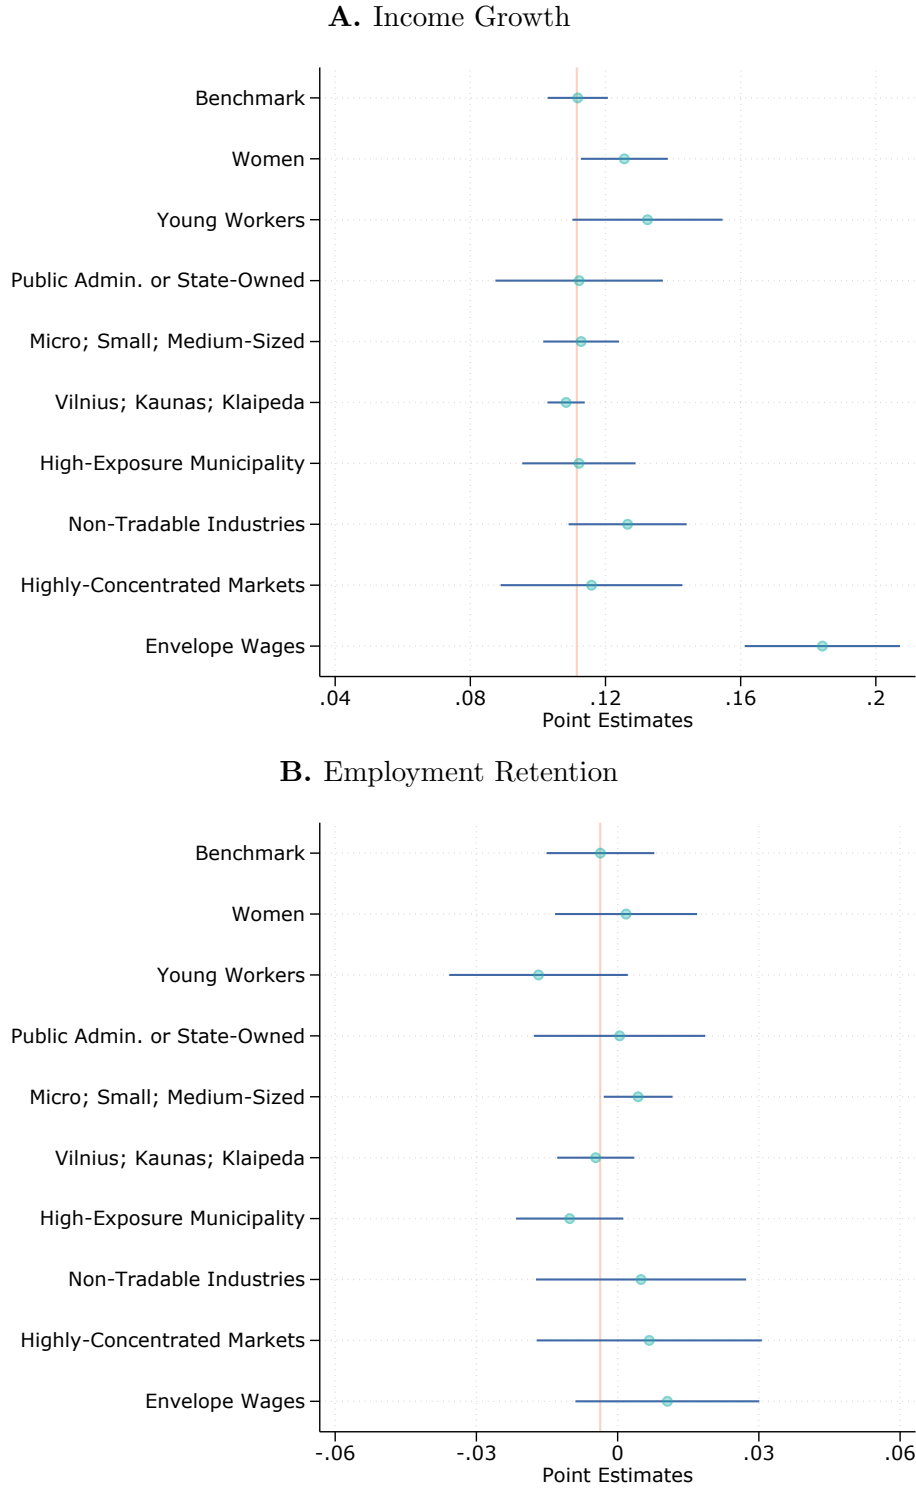 A. Income Growth
Benchmark
Women
Young Workers
Public Admin. or State-Owned
Micro; Small; Medium-Sized
Vilnius; Kaunas; Klaipeda
High-Exposure Municipality
Non-Tradable Industries
Highly-Concentrated Markets
Envelope Wages
.04 .08 .12 .16 .2
Point Estimates
B. Employment Retention
Benchmark
Women
Young Workers
Public Admin. or State-Owned
Micro; Small; Medium-Sized
Vilnius; Kaunas; Klaipeda
High-Exposure Municipality
Non-Tradable Industries
Highly-Concentrated Markets
Envelope Wages
-.06 -.03 0 .03 .06
Point Estimates